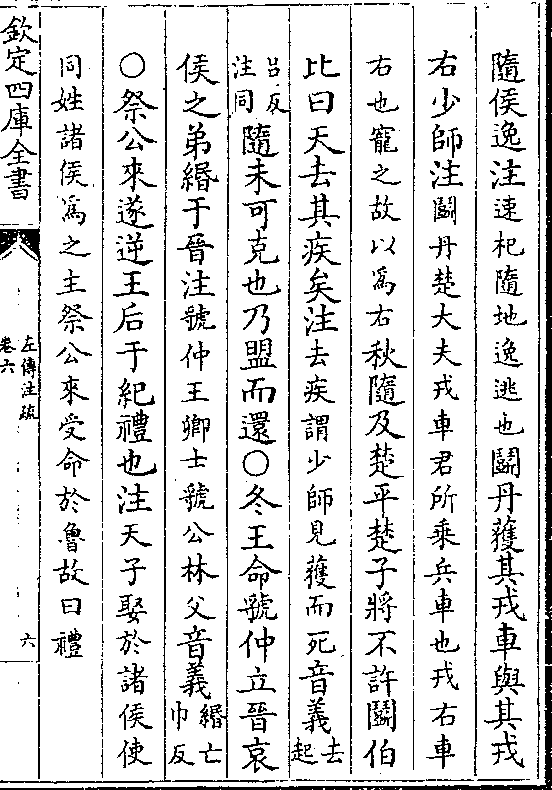 隨侯逸注速杞隨地逸逃也鬬丹獲其戎車與其戎
右少師注鬬丹楚大夫戎車君所乘兵車也戎右車
右也寵之故以為右秋隨及楚平楚子將不許鬬伯
比曰天去其疾矣注去疾謂少師見獲而死音義去起
呂反注同隨未可克也乃盟而還○冬王命虢仲立晉哀
侯之弟緡于晉注虢仲王卿士虢公林父音義緡亡巾反
○祭公來遂逆王后于紀禮也注天子娶於諸侯使
同姓諸侯為之主祭公來受命於魯故曰禮
欽定四庫全書
左傳注疏
卷六
六